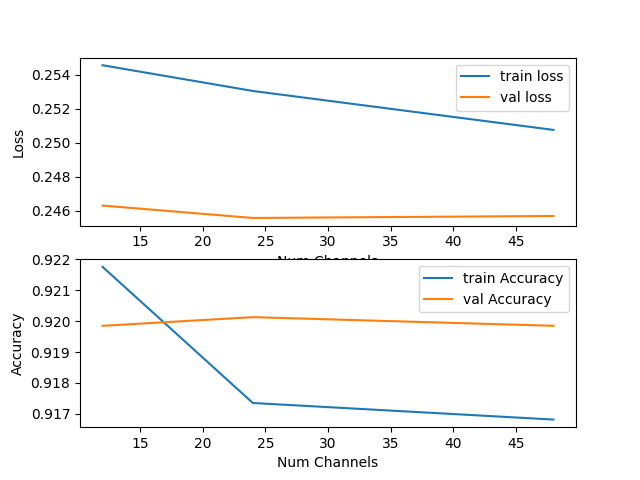 0.254
0.252
0.250
0.248
0.246
Loss
train loss
val loss
15 20 25 30 35 40 45
Num Channels
0.922
0.921
0.920
0.919
0.918
0.917
Accuracy
train Accuracy
val Accuracy
15 20 25 30 35 40 45
Num Channels